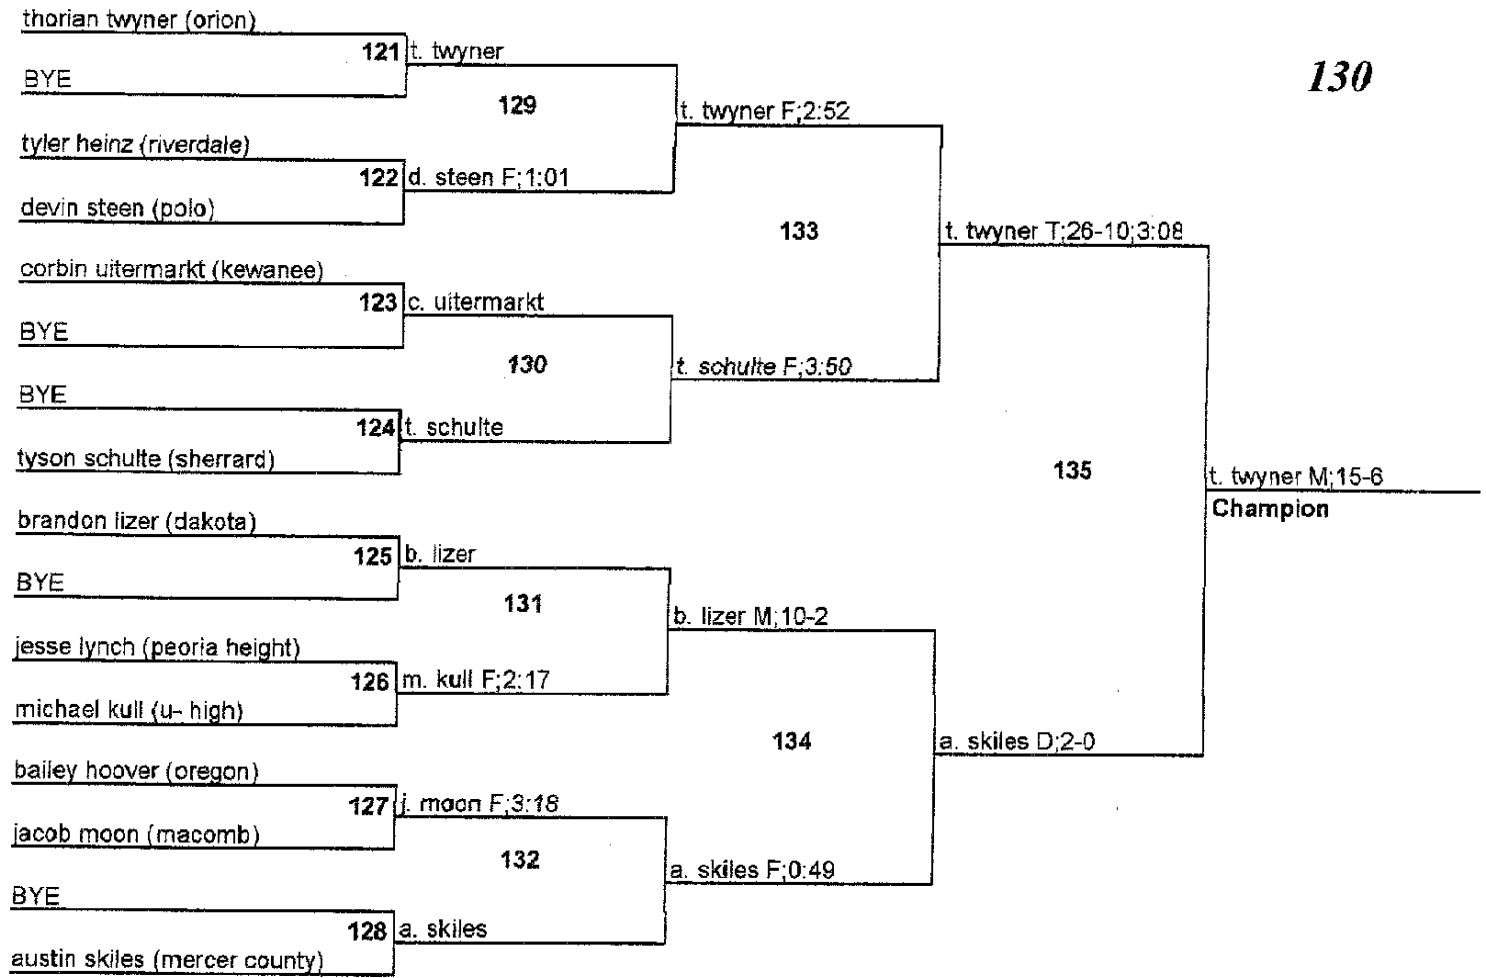 thorian twyner (orion)
121 t. twyner
130
BYE
129
t. twyner F;2:52
tyler heinz (riverdale)
122 d. steen F;1:01
devin steen (polo)
133
t. twyner T;26-10;3:08
corbin uitermarkt (kewanee)
123 c. uitermarkt
BYE
130
t. schulte F;3:50
BYE
124 t. schulte
tyson schulte (sherrard)
135
t. twyner M;15-6
Champion
brandon lizer (dakota)
125 b. lizer
BYE
131
b. lizer M;10-2
jesse lynch (peoria height)
126 m. kull F;2:17
michael kull (u- high)
134
a. skiles D;2-0
bailey hoover (oregon)
127 j. moon F;3:18
jacob moon (macomb)
132
a. skiles F;0:49
BYE
128 a. skiles
austin skiles (mercer county)